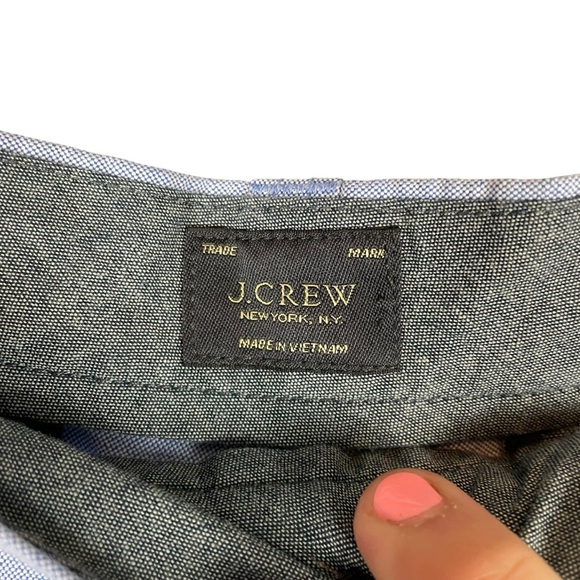 TRADE MARK
J.CREW
NEW YORK, N.Y.
MADE IN VIETNAM